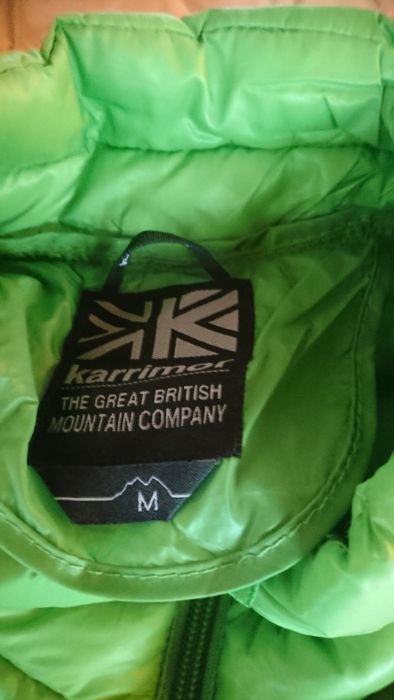 karrimor
THE GREAT BRITISH
MOUNTAIN COMPANY
M